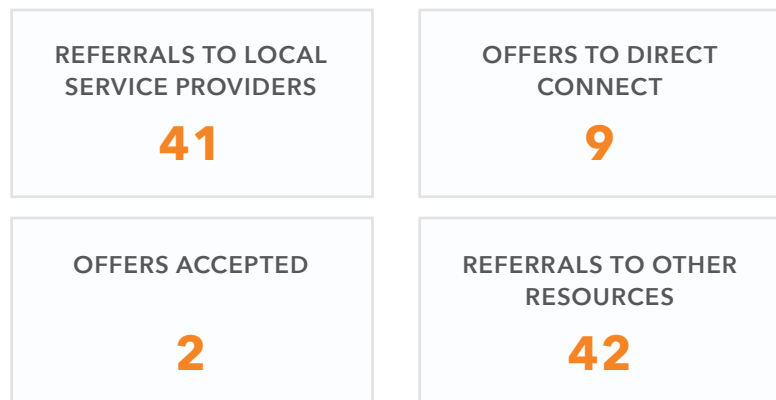 REFERRALS TO LOCAL
SERVICE PROVIDERS
41
OFFERS TO DIRECT
CONNECT
9
OFFERS ACCEPTED
2
REFERRALS TO OTHER
RESOURCES
42